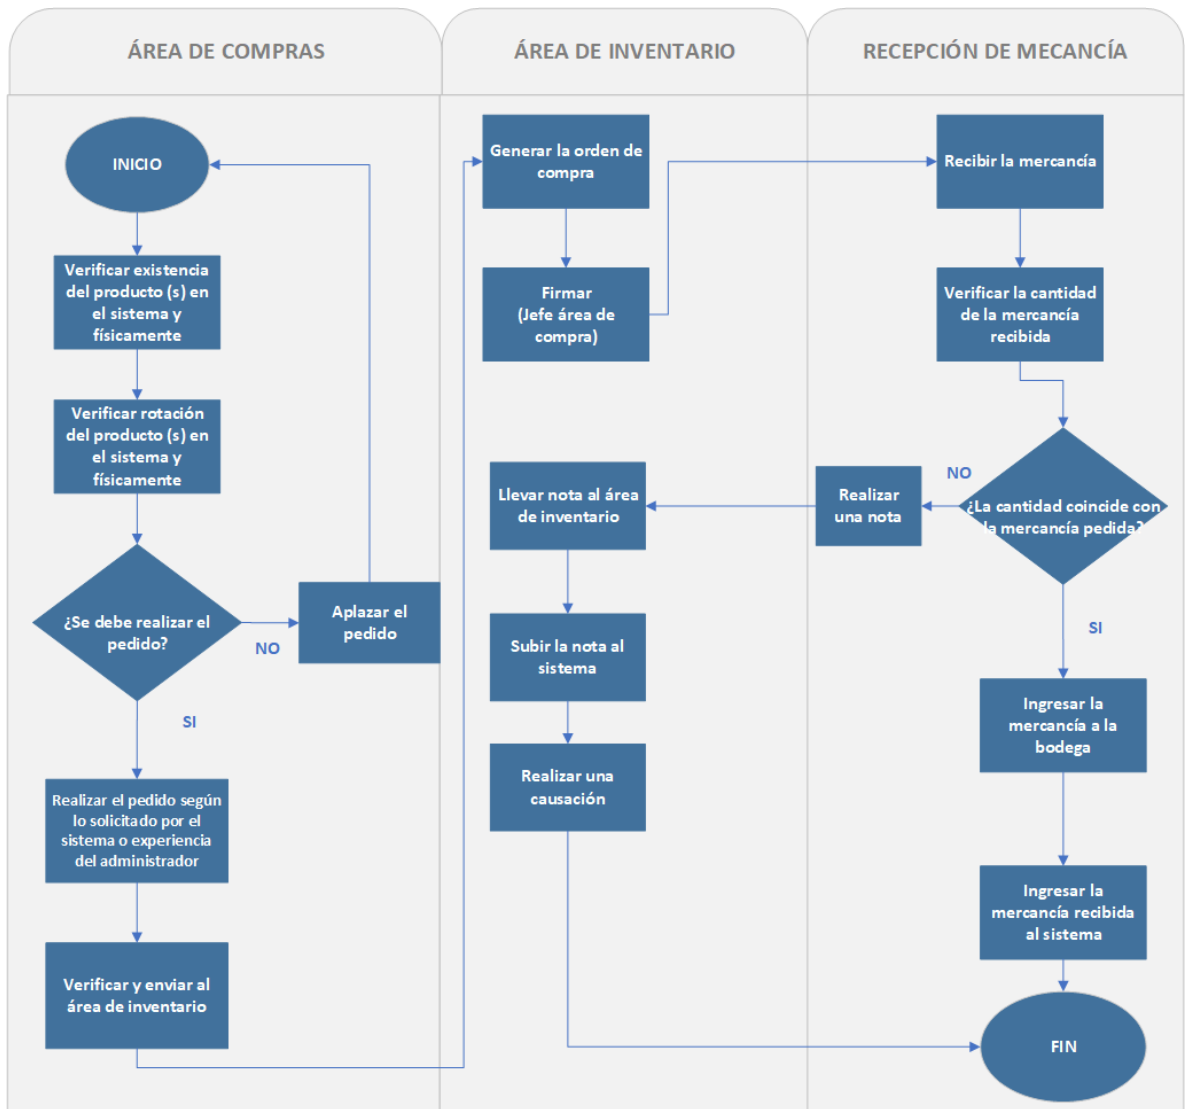 ÁREA DE COMPRAS
ÁREA DE INVENTARIO
RECEPCIÓN DE MECANCÍA
INICIO
Verificar existencia
del producto (s) en
el sistema y
físicamente
Verificar rotación
del producto (s) en
el sistema y
físicamente
¿Se debe realizar el
pedido?
NO
Aplazar el
pedido
SI
Realizar el pedido según
lo solicitado por el
sistema o experiencia
del administrador
Verificar y enviar al
área de inventario
Generar la orden de
compra
Firmar
(Jefe área de
compra)
Recibir la mercancía
Verificar la cantidad
de la mercancía
recibida
¿La cantidad coincide con
la mercancía pedida?
NO
Realizar
una nota
Llevar nota al área
de inventario
Subir la nota al
sistema
Realizar una
causación
SI
Ingresar la
mercancía a la
bodega
Ingresar la
mercancía recibida
al sistema
FIN